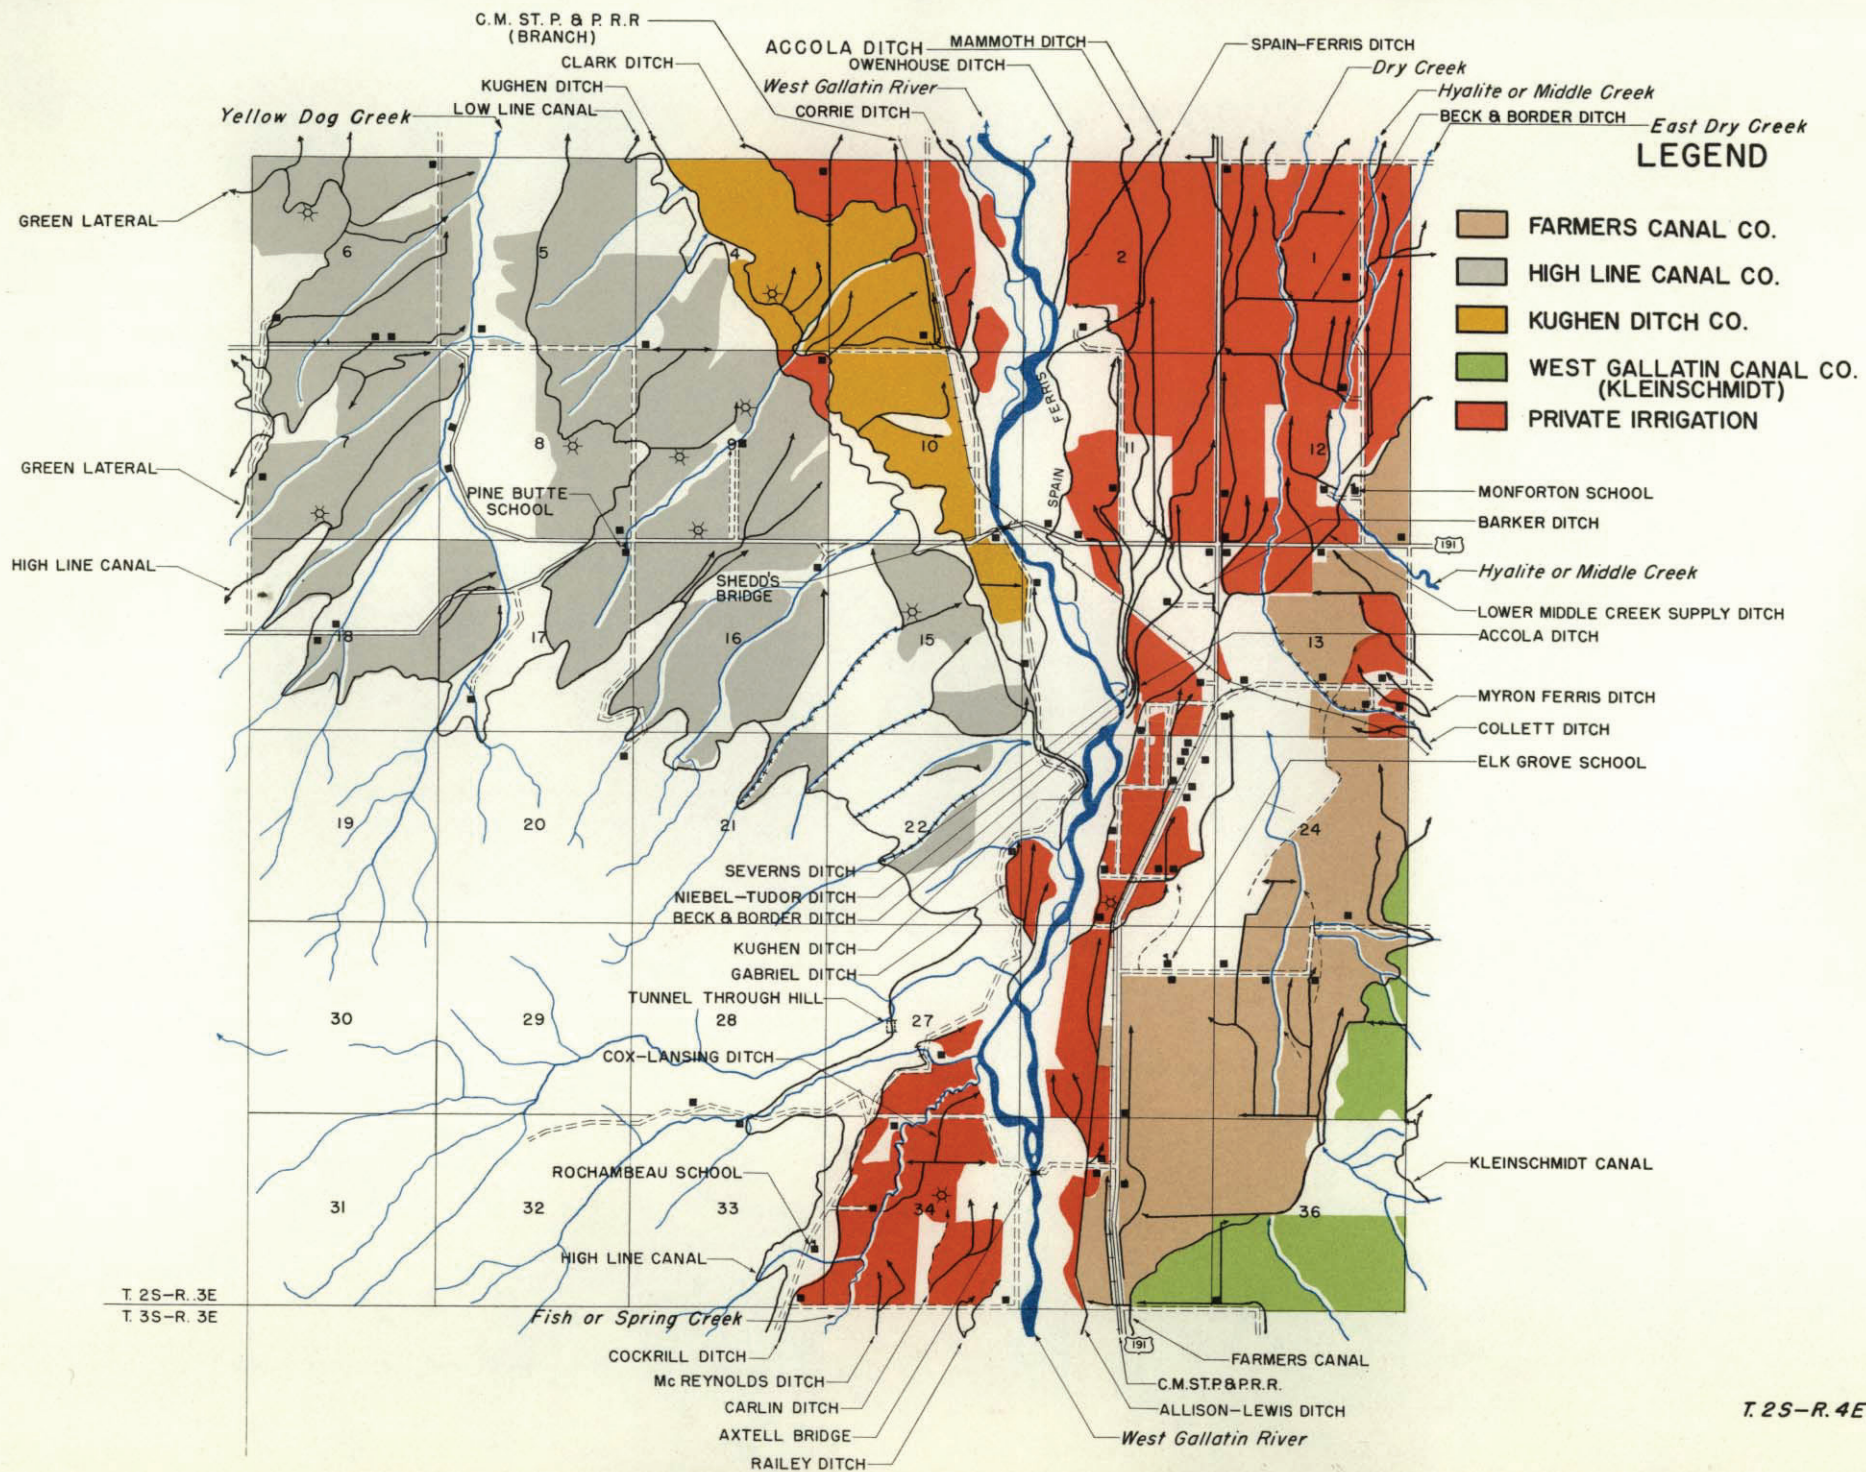 C.M. ST. P. & P. R.R
(BRANCH)
CLARK DITCH
KUGHEN DITCH
LOW LINE CANAL
Yellow Dog Creek
ACCOLA DITCH
MAMMOTH DITCH
OWENHOUSE DITCH
West Gallatin River
CORRIE DITCH
SPAIN-FERRIS DITCH
Dry Creek
Hyalite or Middle Creek
BECK & BORDER DITCH
East Dry Creek
LEGEND
FARMERS CANAL CO.
HIGH LINE CANAL CO.
KUGHEN DITCH CO.
WEST GALLATIN CANAL CO.
(KLEINSCHMIDT)
PRIVATE IRRIGATION
GREEN LATERAL
6
5
4
2
1
GREEN LATERAL
7
8
9
10
11
12
SPAIN FERRIS
PINE BUTTE
SCHOOL
MONFORTON SCHOOL
BARKER DITCH
191
HIGH LINE CANAL
SHEDD'S
BRIDGE
Hyalite or Middle Creek
LOWER MIDDLE CREEK SUPPLY DITCH
ACCOLA DITCH
18
17
16
15
13
MYRON FERRIS DITCH
COLLETT DITCH
ELK GROVE SCHOOL
19
20
21
22
24
SEVERNS DITCH
NIEBEL-TUDOR DITCH
BECK & BORDER DITCH
KUGHEN DITCH
GABRIEL DITCH
TUNNEL THROUGH HILL
30
29
28
27
COX-LANSING DITCH
ROCHAMBEAU SCHOOL
KLEINSCHMIDT CANAL
31
32
33
34
36
HIGH LINE CANAL
T. 2S-R. 3E
T. 3S-R. 3E
Fish or Spring Creek
COCKRILL DITCH
Mc REYNOLDS DITCH
CARLIN DITCH
AXTELL BRIDGE
RAILEY DITCH
191
FARMERS CANAL
C.M.ST.P.&P.R.R.
ALLISON-LEWIS DITCH
West Gallatin River
T. 2S-R. 4E